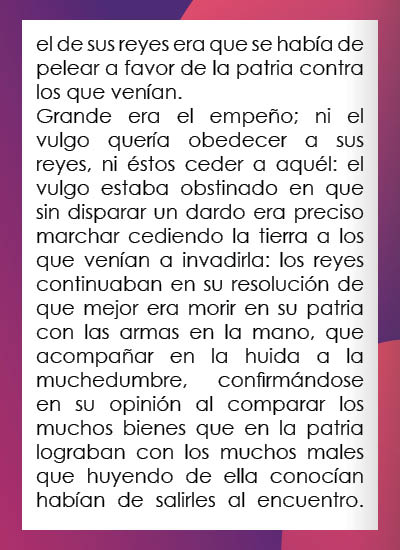 el de sus reyes era que se había de
pelear a favor de la patria contra
los que venían.
Grande era el empeño; ni el
vulgo quería obedecer a sus
reyes, ni éstos ceder a aquél: el
vulgo estaba obstinado en que
sin disparar un dardo era preciso
marchar cediendo la tierra a los
que venían a invadirla: los reyes
continuaban en su resolución de
que mejor era morir en su patria
con las armas en la mano, que
acompañar en la huida a la
muchedumbre, confirmándose
en su opinión al comparar los
muchos bienes que en la patria
lograban con los muchos males
que huyendo de ella conocían
habían de salirles al encuentro.